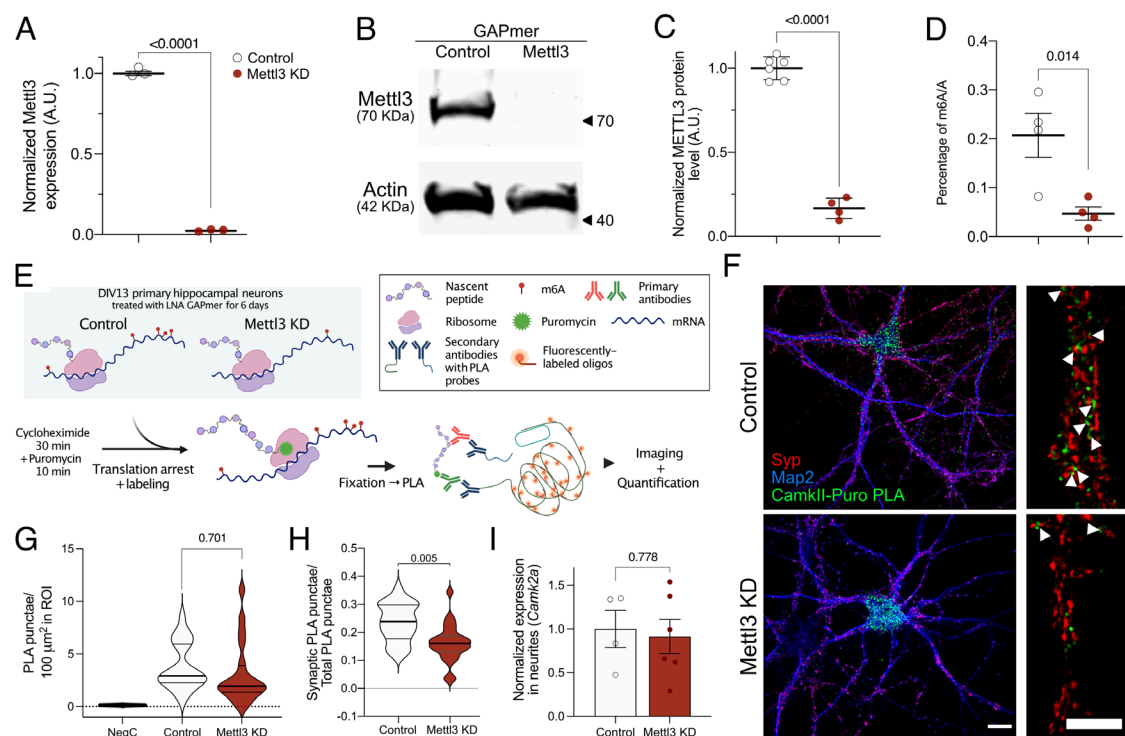 A
<0.0001
Control
Mettl3 KD
Normalized Mettl3
expression (A.U.)
1.0
0.5
0.0
B
GAPmer
Control Mettl3
Mettl3
(70 KDa)
70
Actin
(42 KDa)
40
C
<0.0001
Normalized METTL3 protein
level (A.U.)
1.0
0.5
0.0
D
0.014
Percentage of m6A/A
0.4
0.3
0.2
0.1
0.0
E
DIV13 primary hippocampal neurons
treated with LNA GAPmer for 6 days
Control Mettl3 KD
Nascent
peptide
m6A
Primary
antibodies
Ribosome
Puromycin
mRNA
Secondary
antibodies
with PLA
probes
Fluorescently-
labeled oligos
Cycloheximide
30 min
+Puromycin
10 min
Translation arrest
+ labeling
Fixation → PLA
Imaging
+
Quantification
F
Control
Syp
Map2
CamkII-Puro PLA
Mettl3 KD
G
0.701
PLA punctae/
100 µm2 in ROI
15
10
5
0
NegC Control Mettl3 KD
H
0.005
Synaptic PLA punctae/
Total PLA punctae
0.5
0.4
0.3
0.2
0.1
0.0
-0.1
Control Mettl3 KD
I
0.778
Normalized expression
in neurites (Camk2a)
2.0
1.5
1.0
0.5
0.0
Control Mettl3 KD